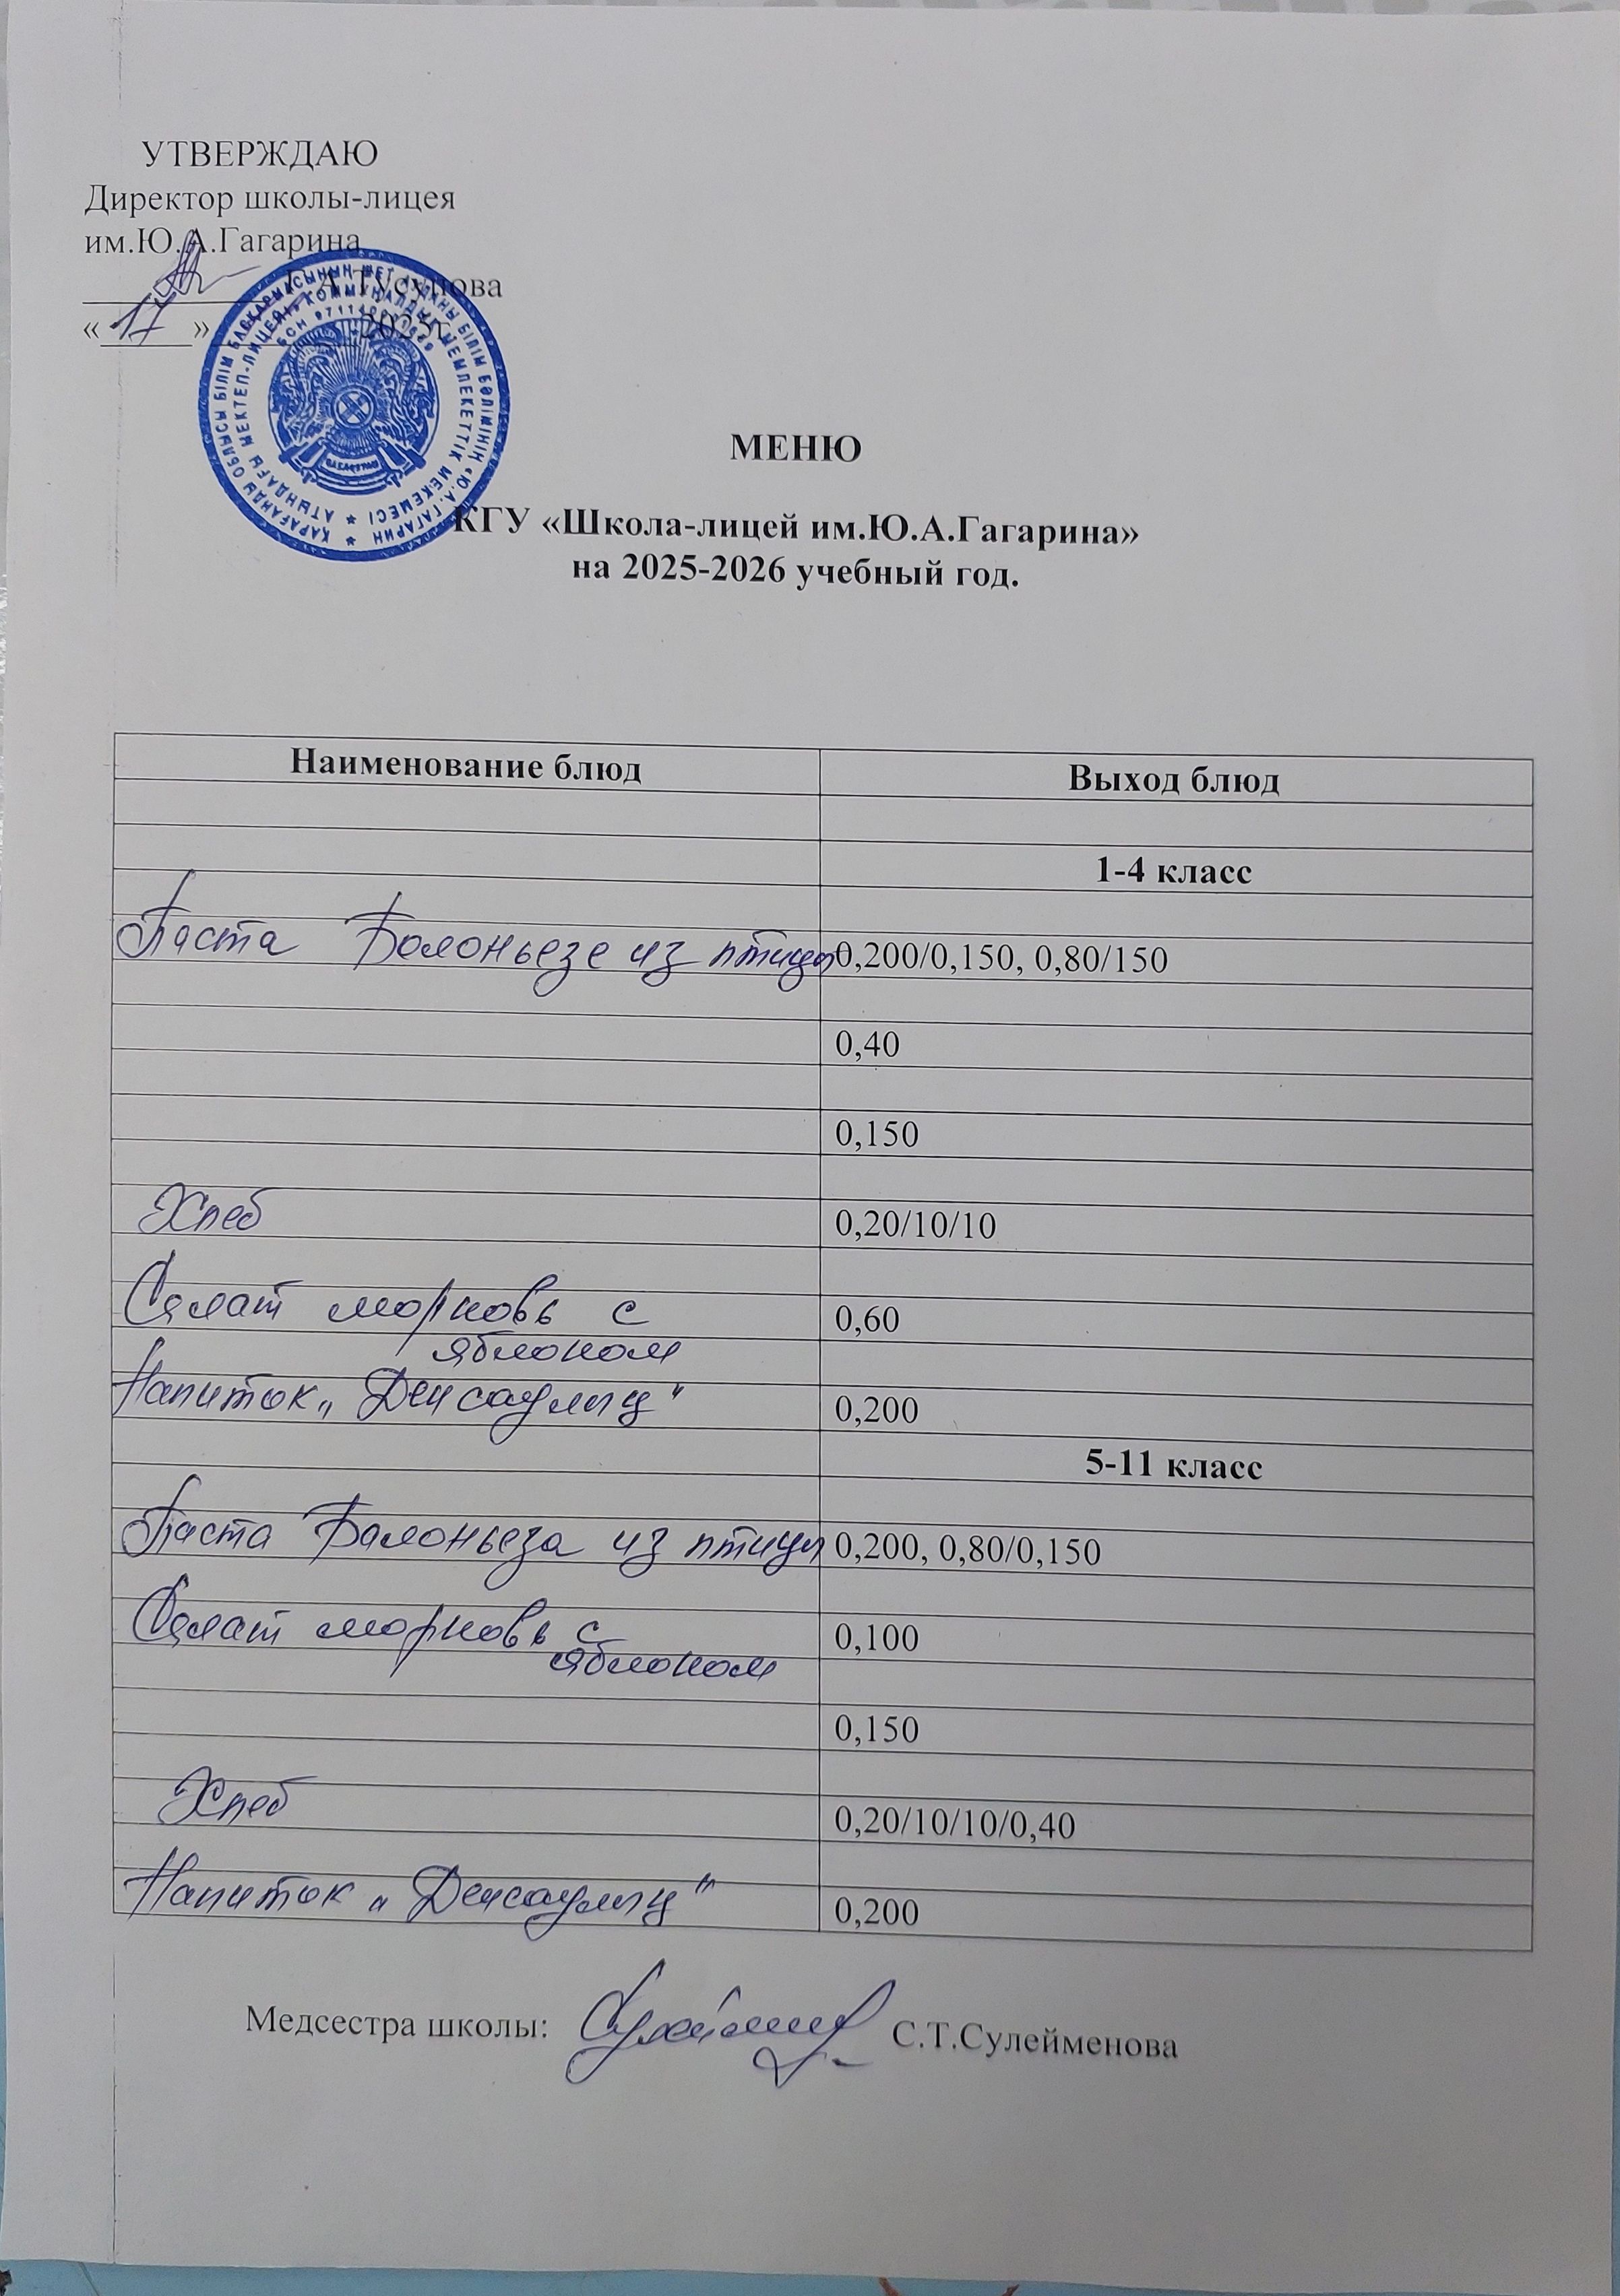 УТВЕРЖДАЮ
Директор школы-лицея
им.Ю.А.Гагарина
Г.А.Тусупова
« 17 » 2025г
МЕНЮ
КГУ «Школа-лицей им.Ю.А.Гагарина»
на 2025-2026 учебный год.
Наименование блюд Выход блюд
1-4 класс
Паста Болоньезе из птицы 0,200/0,150, 0,80/150
0,40
0,150
Хлеб 0,20/10/10
Салат морковь с 0,60
яблоком
Напиток „Денсаулық" 0,200
5-11 класс
Паста Балоньеза из птицы 0,200, 0,80/0,150
Салат морковь с 0,100
яблоком
0,150
Хлеб 0,20/10/10/0,40
Напиток „Денсаулық" 0,200
Медсестра школы: С.Т.Сулейменова